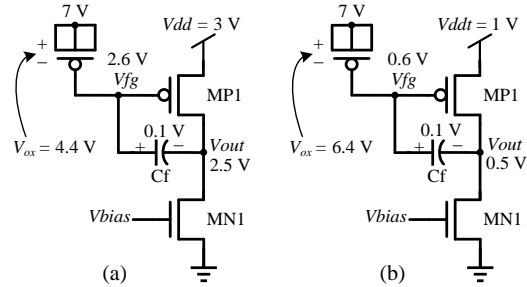 7 V
Vdd = 3 V
+
−
2.6 V
Vfg
MP1
0.1 V
+ −
Cf
Vout
2.5 V
Vox = 4.4 V
Vbias
MN1
(a)
7 V
Vddt = 1 V
+
−
0.6 V
Vfg
MP1
0.1 V
+ −
Cf
Vout
0.5 V
Vox = 6.4 V
Vbias
MN1
(b)